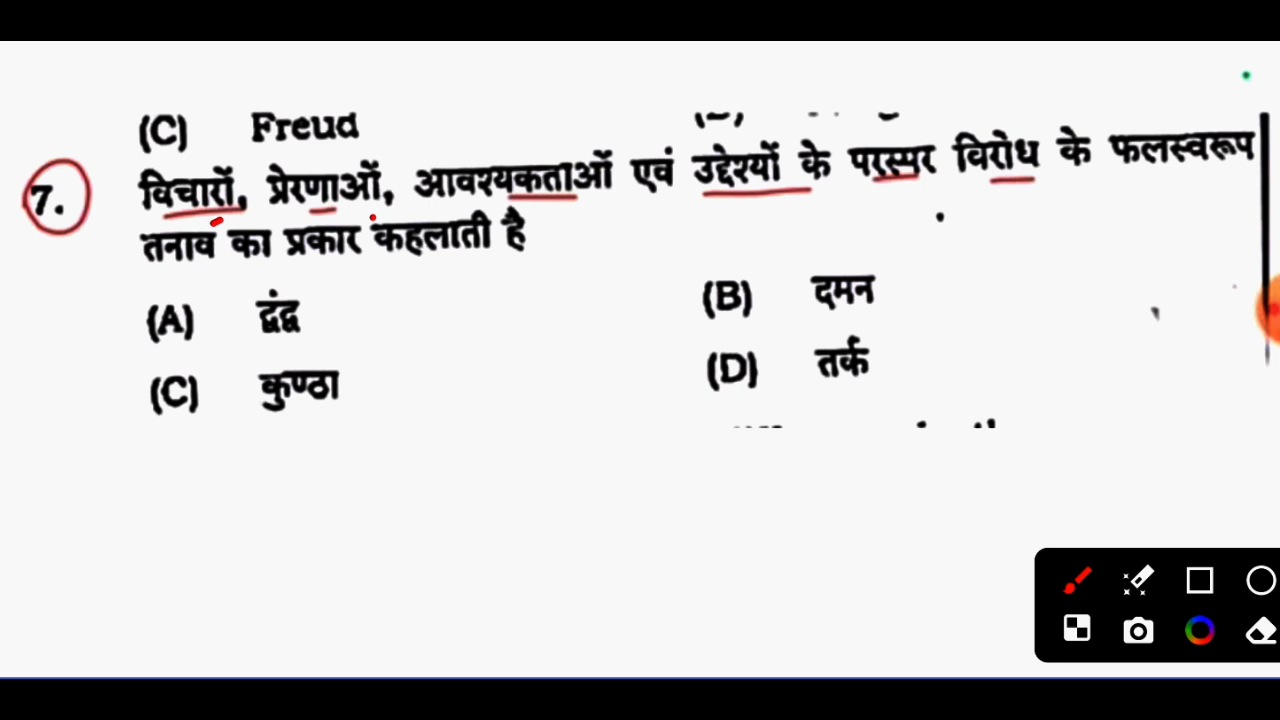 (C) Freud
7. विचारों, प्रेरणाओं, आवश्यकताओं एवं उद्देश्यों के परस्पर विरोध के फलस्वरूप
तनाव का प्रकार कहलाती है
(A) द्वंद्व (B) दमन
(C) कुण्ठा (D) तर्क